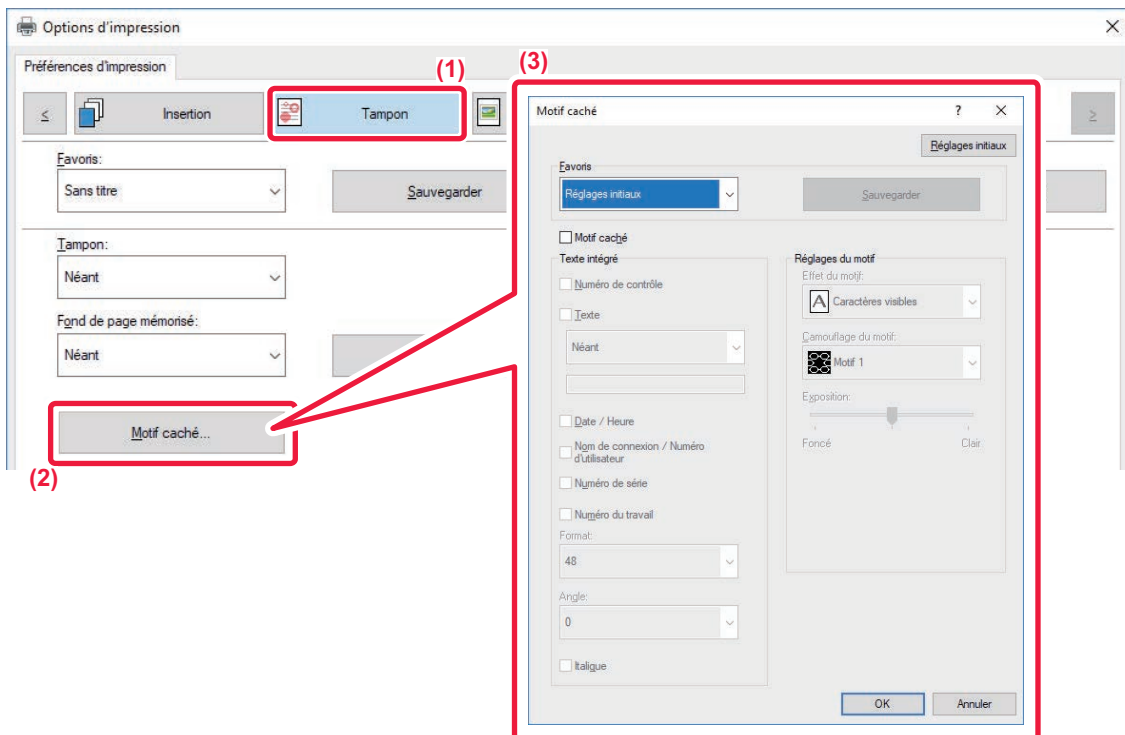 Options d'impression
Préférences d'impression
(1)
(3)
<
Insertion
Tampon
>
Favoris:
Sans titre
Sauvegarder
Tampon:
Néant
Fond de page mémorisé:
Néant
Motif caché...
(2)
Motif caché
?
Réglages initiaux
Favoris
Réglages initiaux
Sauvegarder
Motif caché
Texte intégré
Numéro de contrôle
Texte
Néant
Date / Heure
Nom de connexion / Numéro
d'utilisateur
Numéro de série
Numéro du travail
Format:
48
Angle:
0
Italique
Réglages du motif
Effet du motif:
A Caractères visibles
Camouflage du motif:
Motif 1
Exposition:
Foncé Clair
OK Annuler